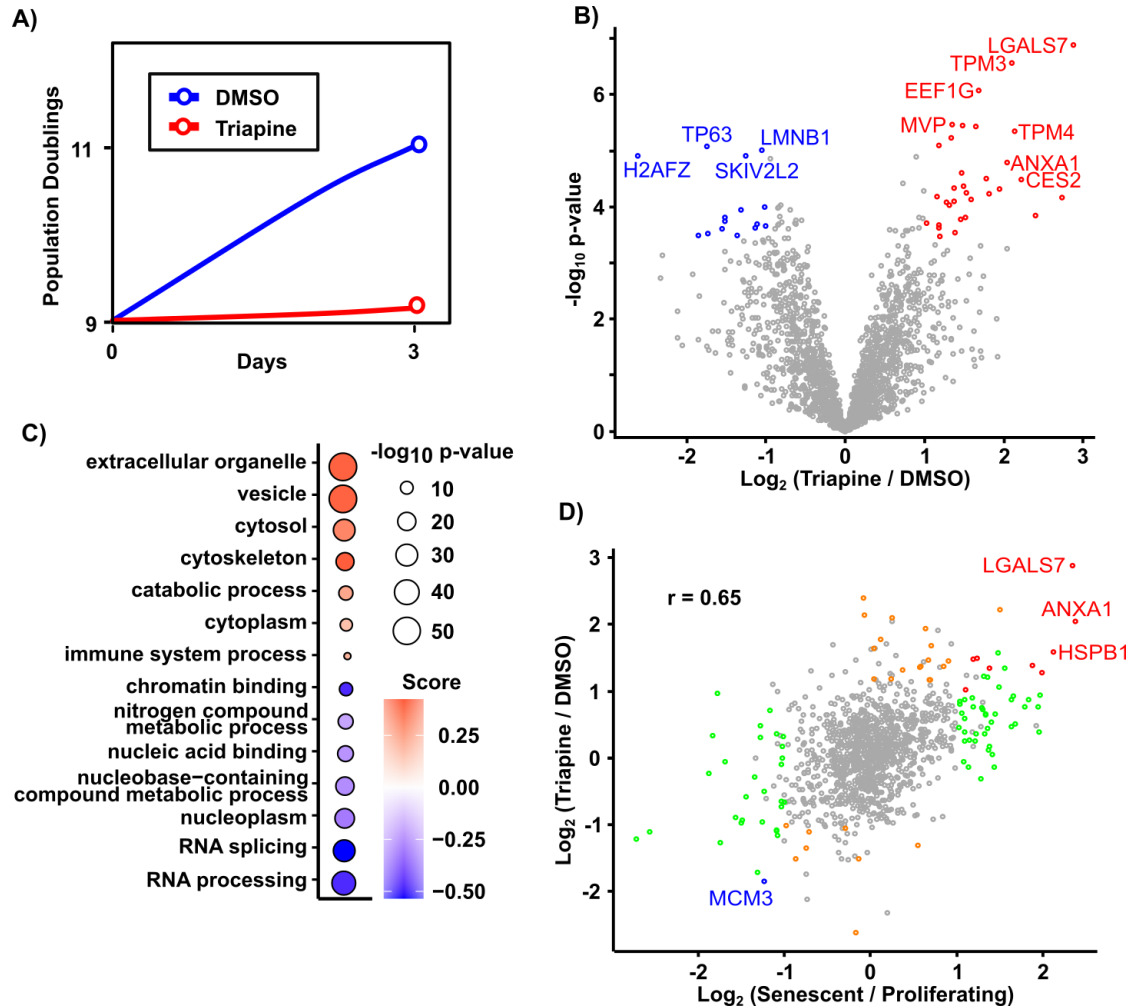 A)
Population Doublings
11
9
DMSO
Triapine
0
3
Days
B)
-log10 p-value
6
4
2
0
LGALS7
TPM3
EEF1G
MVP
TPM4
TP63
LMNB1
H2AFZ
SKIV2L2
ANXA1
CES2
-2
-1
0
1
2
3
Log2 (Triapine / DMSO)
C)
extracellular organelle
vesicle
cytosol
cytoskeleton
catabolic process
cytoplasm
immune system process
chromatin binding
nitrogen compound
metabolic process
nucleic acid binding
nucleobase−containing
compound metabolic process
nucleoplasm
RNA splicing
RNA processing
-log10 p-value
10
20
30
40
50
Score
0.25
0.00
−0.25
−0.50
D)
Log2 (Triapine / DMSO)
3
2
1
0
-1
-2
r = 0.65
LGALS7
ANXA1
HSPB1
MCM3
-2
-1
0
1
2
Log2 (Senescent / Proliferating)